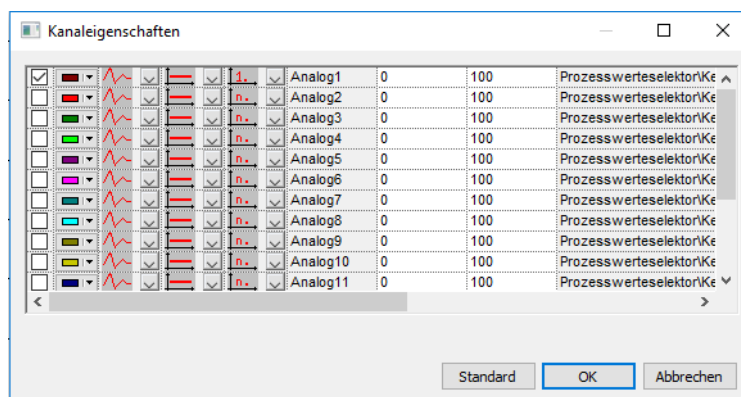 Kanaleigenschaften
1. Analog1 0 100 Prozesswerteselektor\Ke
n. Analog2 0 100 Prozesswerteselektor\Ke
n. Analog3 0 100 Prozesswerteselektor\Ke
n. Analog4 0 100 Prozesswerteselektor\Ke
n. Analog5 0 100 Prozesswerteselektor\Ke
n. Analog6 0 100 Prozesswerteselektor\Ke
n. Analog7 0 100 Prozesswerteselektor\Ke
n. Analog8 0 100 Prozesswerteselektor\Ke
n. Analog9 0 100 Prozesswerteselektor\Ke
n. Analog10 0 100 Prozesswerteselektor\Ke
n. Analog11 0 100 Prozesswerteselektor\Ke
Standard OK Abbrechen